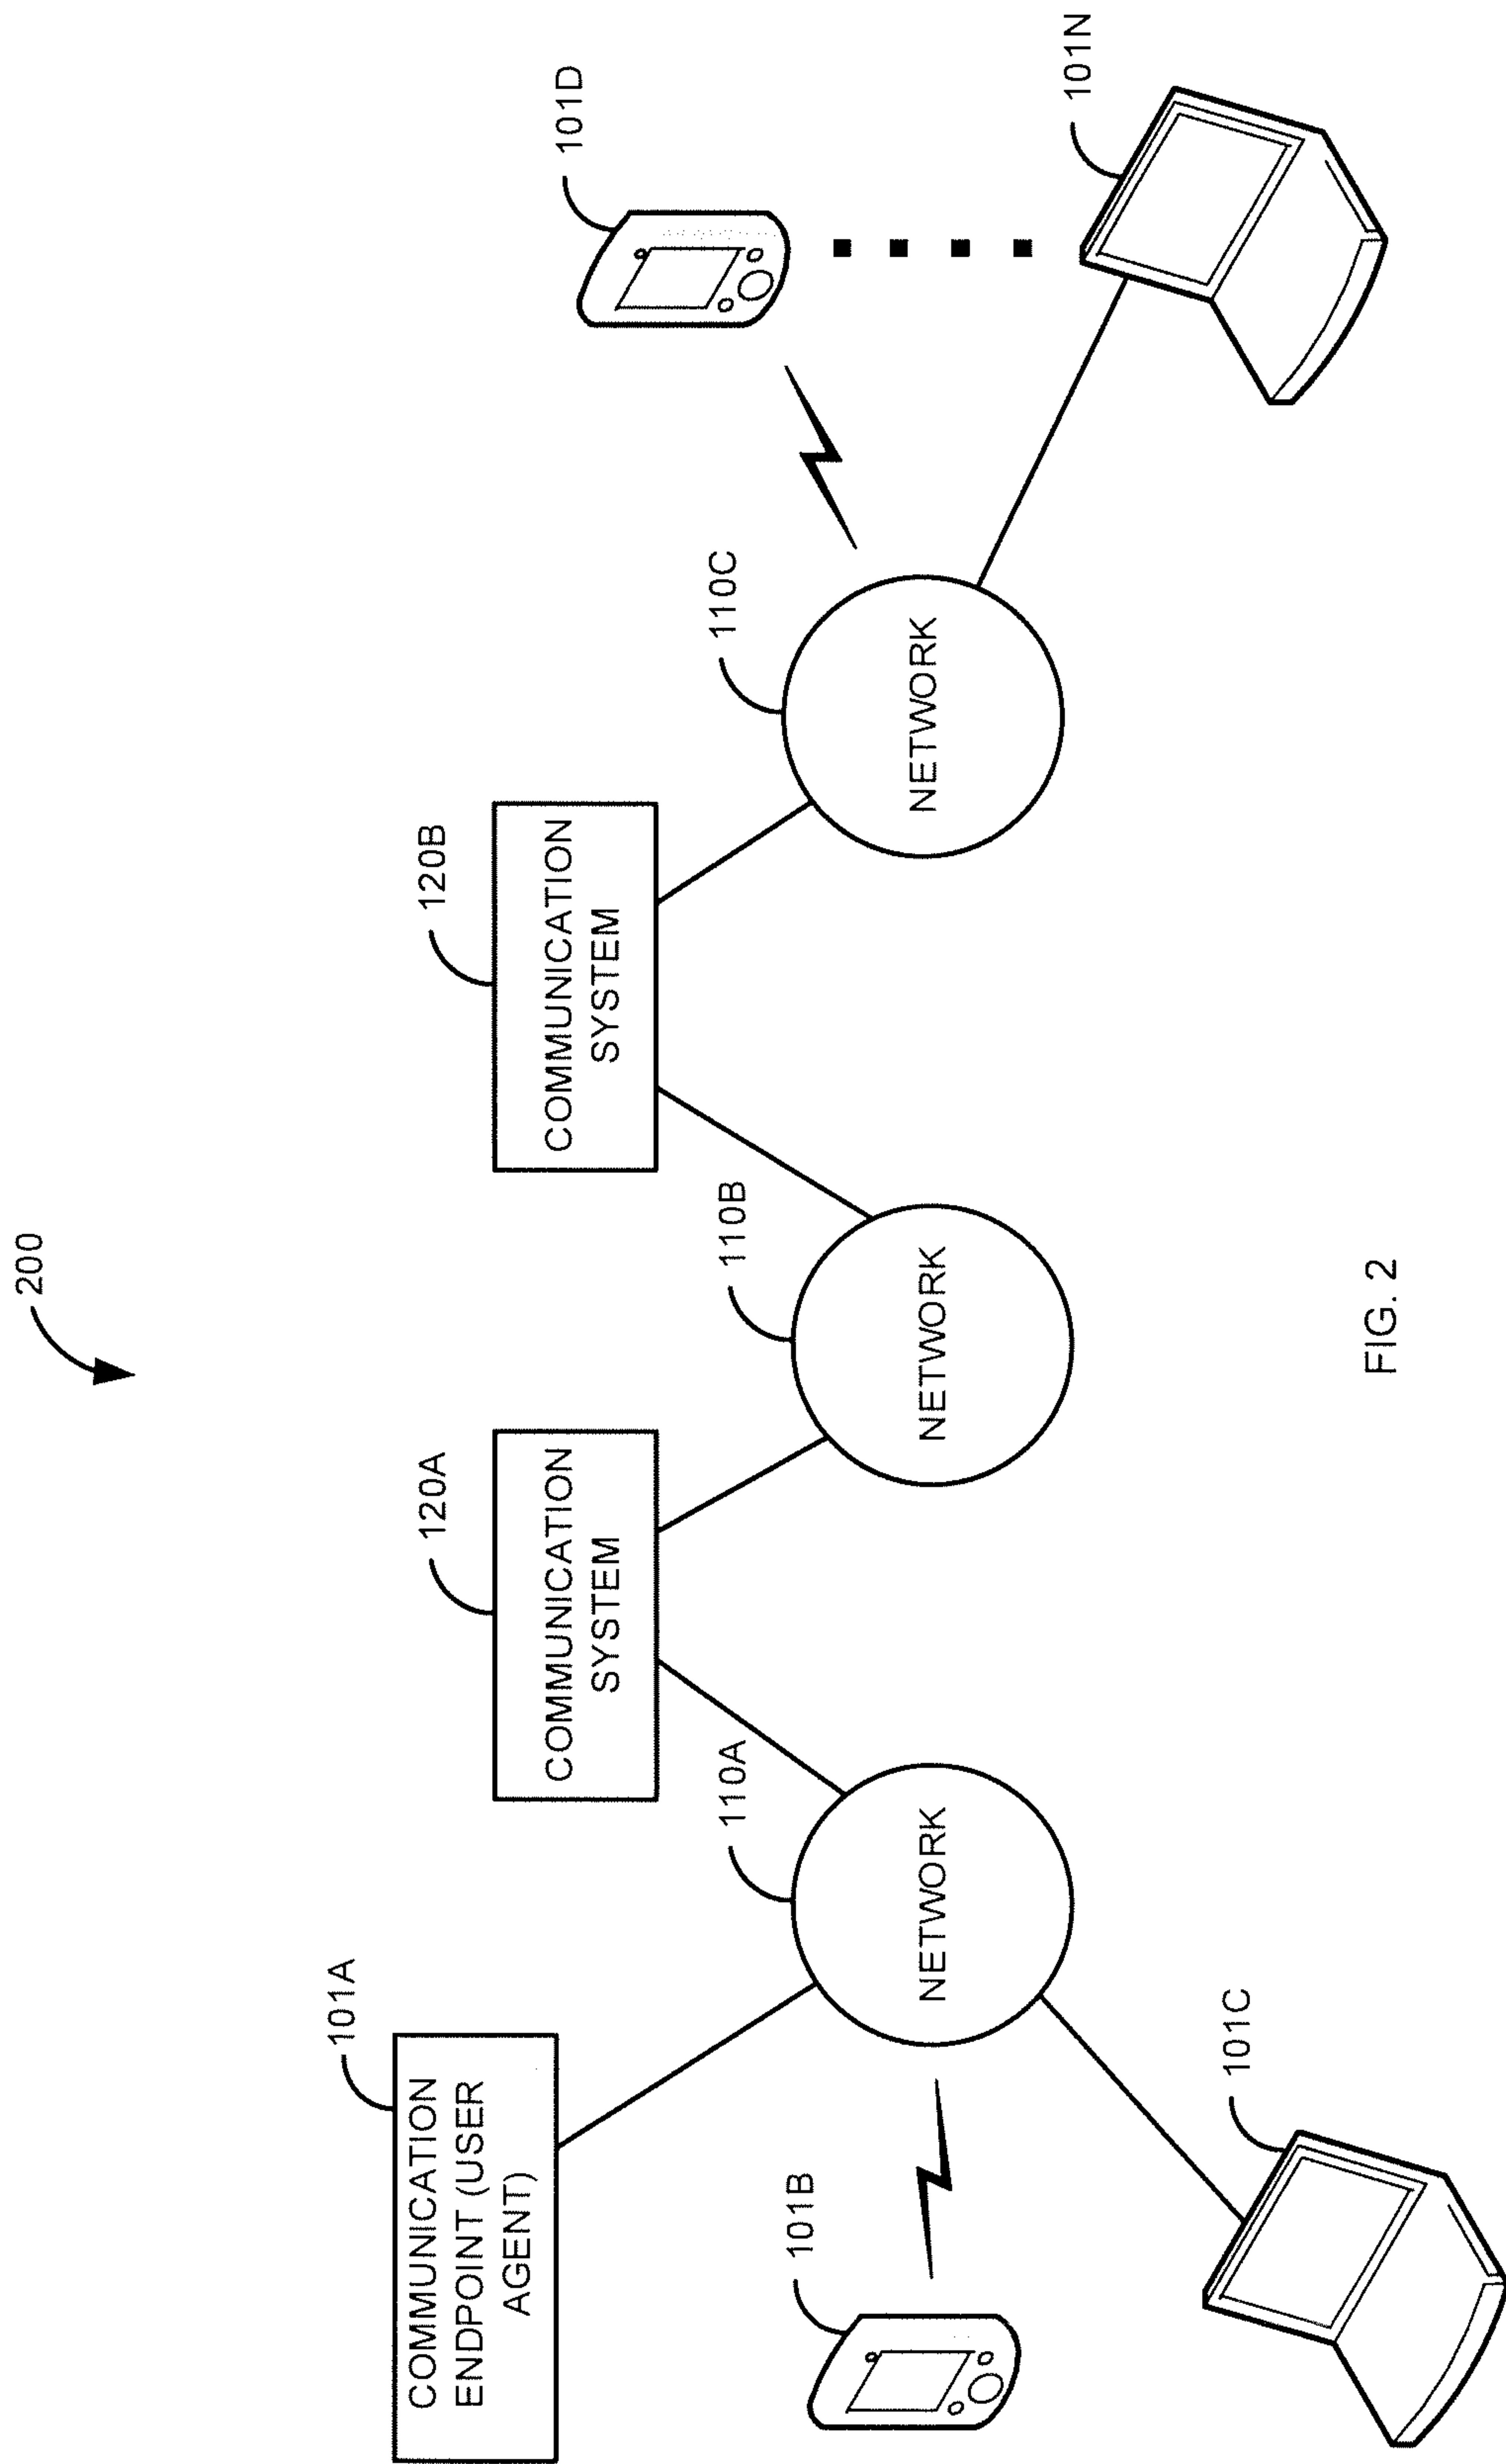 200
101A
COMMUNICATION
ENDPOINT (USER
AGENT)
120A
COMMUNICATION
SYSTEM
120B
COMMUNICATION
SYSTEM
101D
101B
110A
NETWORK
110B
NETWORK
110C
NETWORK
101N
101C
FIG. 2